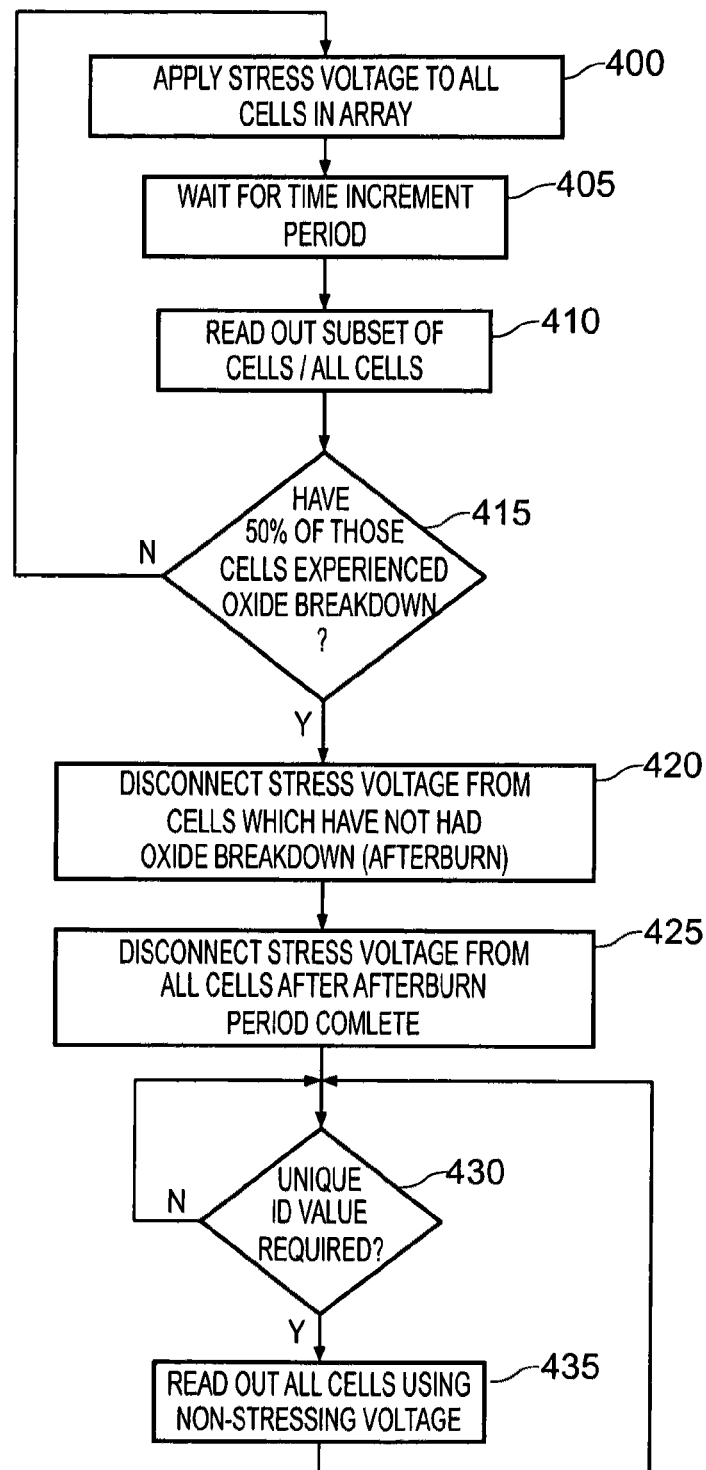 APPLY STRESS VOLTAGE TO ALL
CELLS IN ARRAY
400
WAIT FOR TIME INCREMENT
PERIOD
405
READ OUT SUBSET OF
CELLS / ALL CELLS
410
HAVE
50% OF THOSE
CELLS EXPERIENCED
OXIDE BREAKDOWN
?
415
N
Y
DISCONNECT STRESS VOLTAGE FROM
CELLS WHICH HAVE NOT HAD
OXIDE BREAKDOWN (AFTERBURN)
420
DISCONNECT STRESS VOLTAGE FROM
ALL CELLS AFTER AFTERBURN
PERIOD COMLETE
425
UNIQUE
ID VALUE
REQUIRED?
430
N
Y
READ OUT ALL CELLS USING
NON-STRESSING VOLTAGE
435